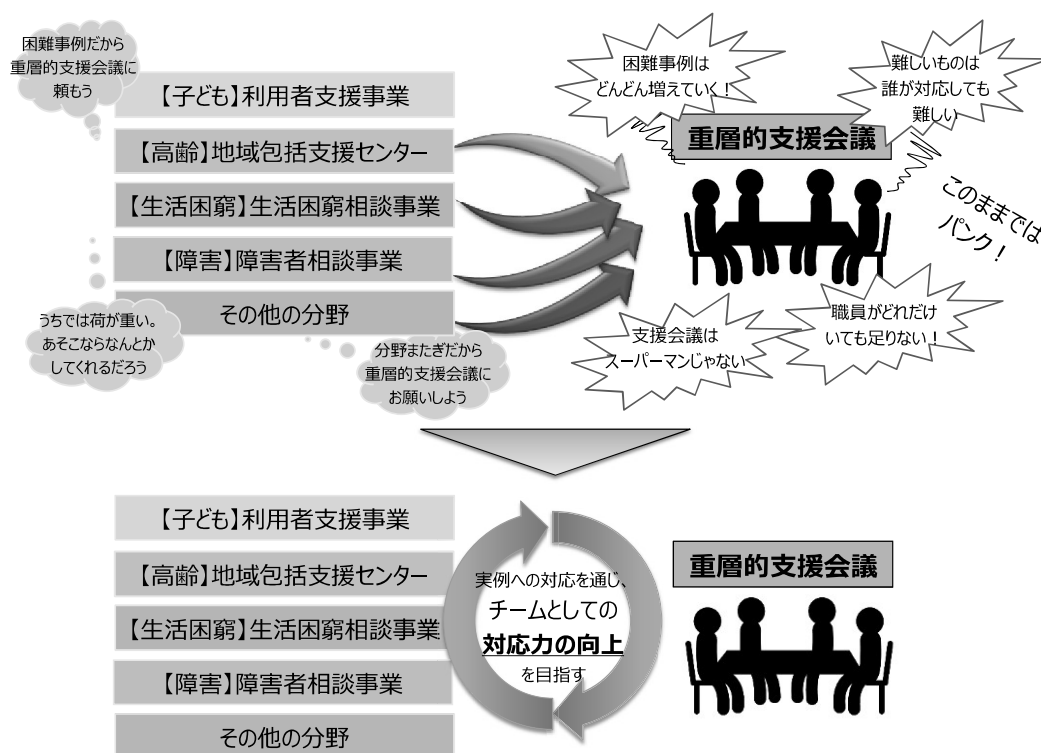 困難事例だから
重層的支援会議に
頼もう
【子ども】利用者支援事業
【高齢】地域包括支援センター
【生活困窮】生活困窮相談事業
【障害】障害者相談事業
その他の分野
うちでは荷が重い。
あそこならなんとか
してくれるだろう
分野またぎだから
重層的支援会議に
お願いしよう
困難事例は
どんどん増えていく！
難しいものは
誰が対応しても
難しい
重層的支援会議
このままでは
パンク！
支援会議は
スーパーマンじゃない
職員がどれだけ
いても足りない！
【子ども】利用者支援事業
【高齢】地域包括支援センター
【生活困窮】生活困窮相談事業
【障害】障害者相談事業
その他の分野
実例への対応を通じ、
チームとしての
対応力の向上
を目指す
重層的支援会議